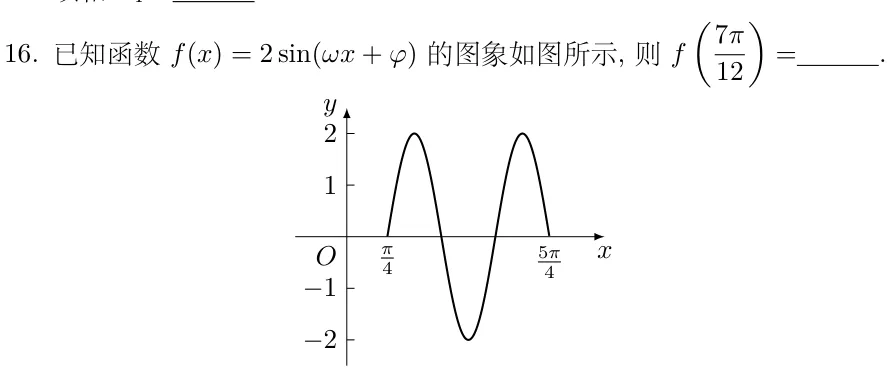 16. 已知函数 f(x) = 2 sin(ωx + φ) 的图象如图所示, 则 f(7π/12) =______.
y
2
1
O π/4 5π/4 x
−1
−2